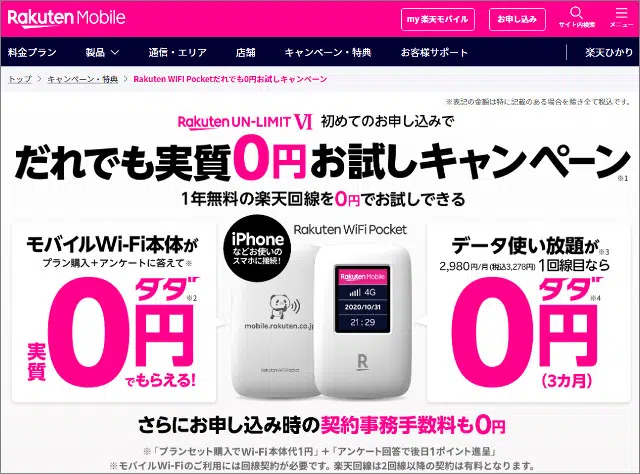 Rakuten Mobile
my 楽天モバイル
お申し込み
サイト内検索
メニュー
料金プラン 製品 通信・エリア 店舗 キャンペーン・特典 お客様サポート 楽天ひかり
トップ > キャンペーン・特典 > Rakuten WIFI Pocketだれでも0円お試しキャンペーン
※表記の金額は特に記載のある場合を除き全て税込です。
Rakuten UN-LIMIT VI 初めてのお申し込みで
だれでも実質0円お試しキャンペーン※1
1年無料の楽天回線を0円でお試しできる
モバイルWi-Fi本体が
プラン購入+アンケートに答えて※
実質
0円
タダ※2
でもらえる!
iPhone
などお使いの
スマホに接続!
Rakuten WiFi Pocket
mobile.rakuten.co.jp
Rakuten WiFi Pocket
Rakuten Mobile
4G
2020/10/31
21:29
R
データ使い放題が※3
2,980円/月(税込3,278円)1回線目なら
0円
タダ※4
(3カ月)
さらにお申し込み時の契約事務手数料も0円
※「プランセット購入でWi-Fi本体代1円」+「アンケート回答で後日1ポイント進呈」
※モバイルWi-Fiのご利用には回線契約が必要です。楽天回線は2回線以降の契約は有料となります。